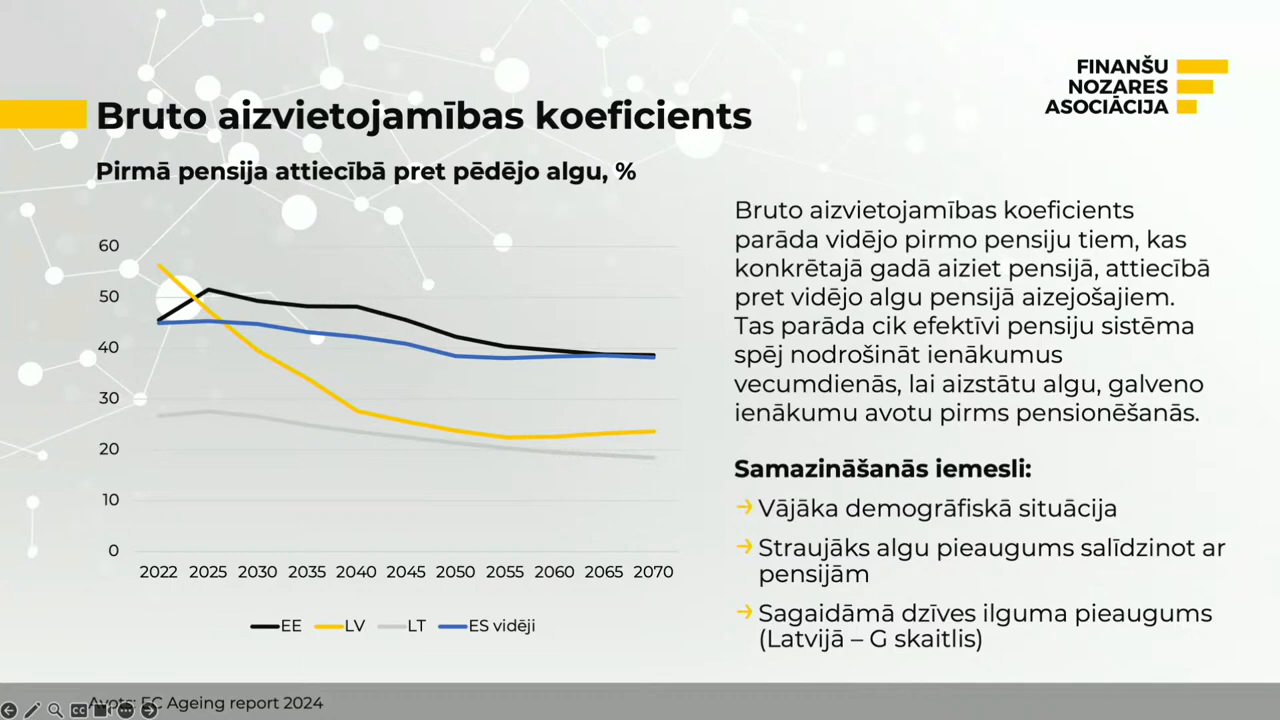 FINANŠU
NOZARES
ASOCIĀCIJA
Bruto aizvietojamības koeficients
Pirmā pensija attiecībā pret pēdējo algu, %
60
50
40
30
20
10
0
2022 2025 2030 2035 2040 2045 2050 2055 2060 2065 2070
EE LV LT ES vidēji
Bruto aizvietojamības koeficients
parāda vidējo pirmo pensiju tiem, kas
konkrētajā gadā aiziet pensijā, attiecībā
pret vidējo algu pensijā aizejošajiem.
Tas parāda cik efektīvi pensiju sistēma
spēj nodrošināt ienākumus
vecumdienās, lai aizstātu algu, galveno
ienākumu avotu pirms pensionēšanās.
Samazināšanās iemesli:
→ Vājāka demogrāfiskā situācija
→ Straujāks algu pieaugums salīdzinot ar
pensijām
→ Sagaidāmā dzīves ilguma pieaugums
(Latvijā – G skaitlis)
Avots: EC Ageing report 2024
CC